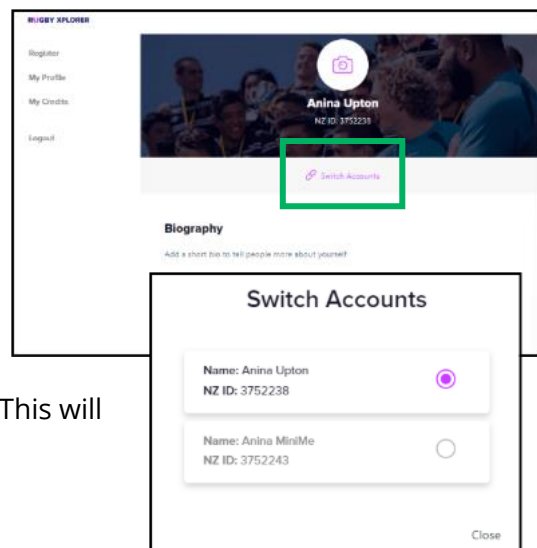 RUGBY XPLORER
Register
My Profile
My Credits
Logout
Anina Upton
NZ ID: 3752238
Switch Accounts
Biography
Add a short bio to tell people more about yourself
Switch Accounts
Name: Anina Upton
NZ ID: 3752238
Name: Anina MiniMe
NZ ID: 3752243
Close
This will